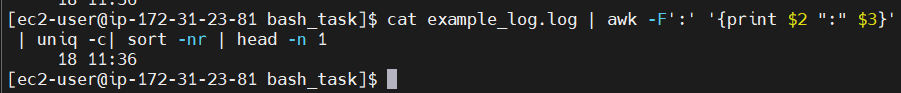 18 11:36
[ec2-user@ip-172-31-23-81 bash_task]$ cat example_log.log | awk -F':' '{print $2 ":" $3}'
| uniq -c| sort -nr | head -n 1
18 11:36
[ec2-user@ip-172-31-23-81 bash_task]$